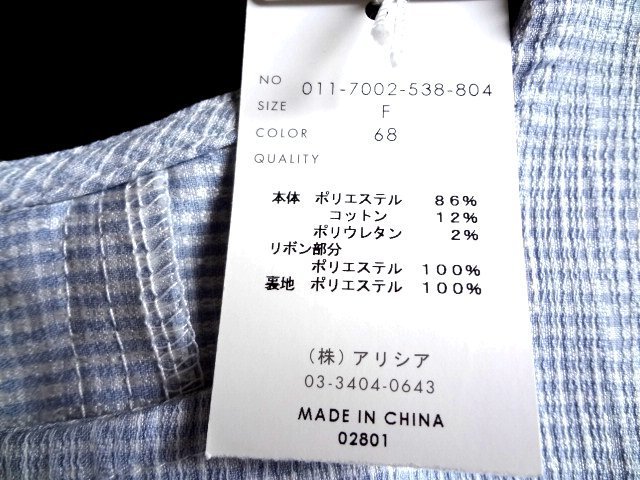 NO 011-7002-538-804
SIZE F
COLOR 68
QUALITY
本体 ポリエステル 86%
コットン 12%
ポリウレタン 2%
リボン部分
ポリエステル 100%
裏地 ポリエステル 100%
(株)アリシア
03-3404-0643
MADE IN CHINA
02801